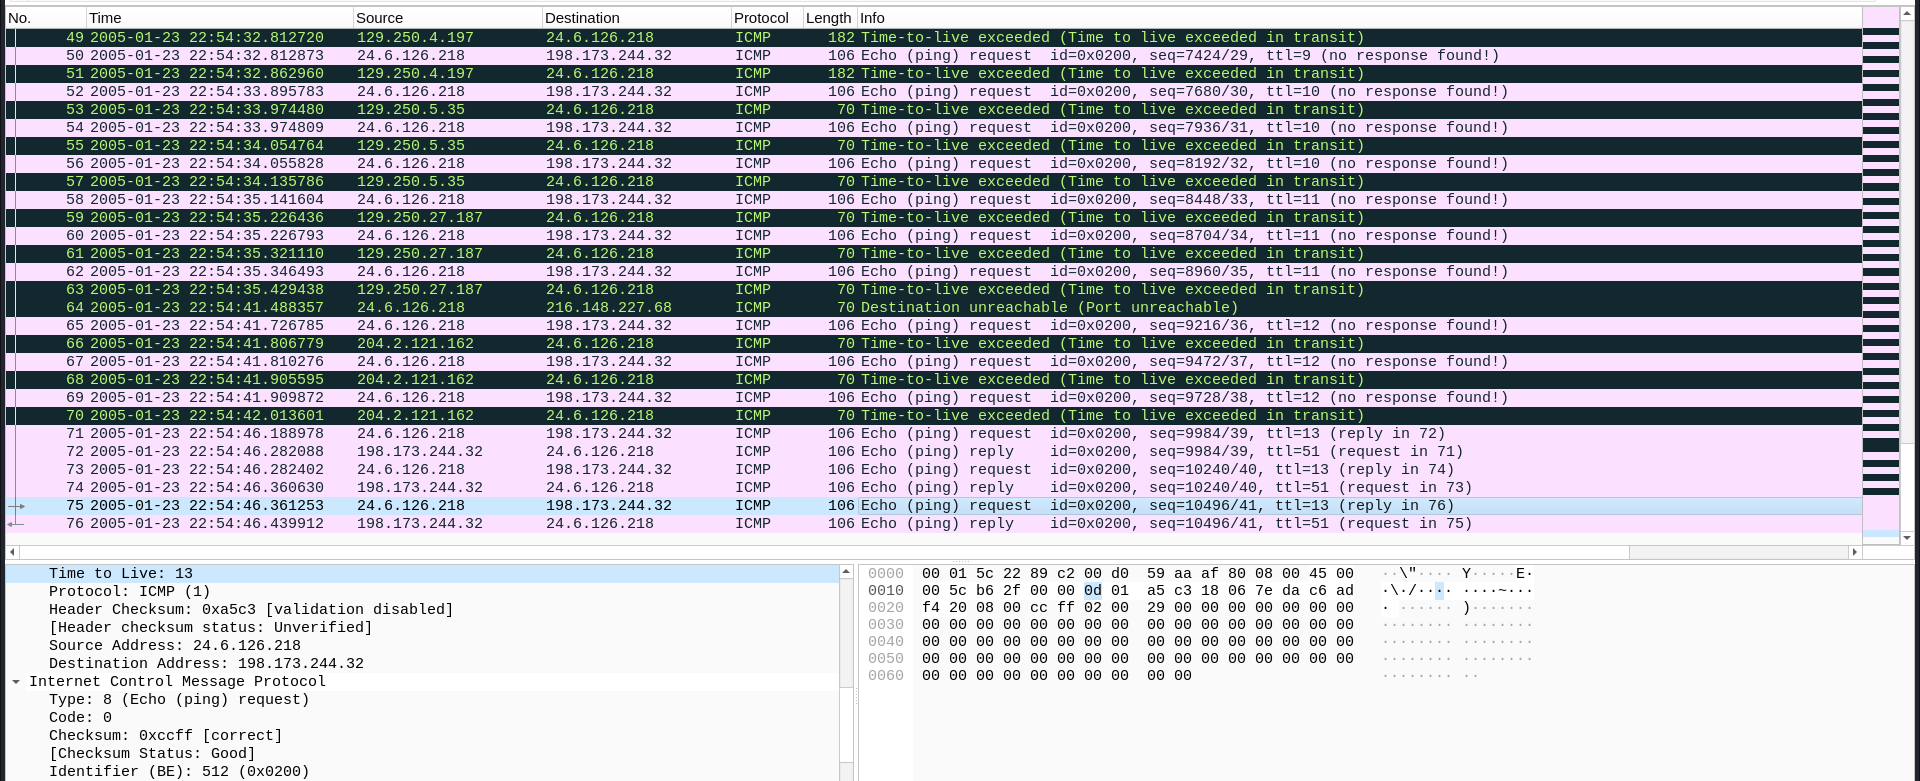 No. Time Source Destination Protocol Length Info
49 2005-01-23 22:54:32.812720 129.250.4.197 24.6.126.218 ICMP 182 Time-to-live exceeded (Time to live exceeded in transit)
50 2005-01-23 22:54:32.812873 24.6.126.218 198.173.244.32 ICMP 106 Echo (ping) request id=0x0200, seq=7424/29, ttl=9 (no response found!)
51 2005-01-23 22:54:32.862960 129.250.4.197 24.6.126.218 ICMP 182 Time-to-live exceeded (Time to live exceeded in transit)
52 2005-01-23 22:54:33.895783 24.6.126.218 198.173.244.32 ICMP 106 Echo (ping) request id=0x0200, seq=7680/30, ttl=10 (no response found!)
53 2005-01-23 22:54:33.974480 129.250.5.35 24.6.126.218 ICMP 70 Time-to-live exceeded (Time to live exceeded in transit)
54 2005-01-23 22:54:33.974809 24.6.126.218 198.173.244.32 ICMP 106 Echo (ping) request id=0x0200, seq=7936/31, ttl=10 (no response found!)
55 2005-01-23 22:54:34.054764 129.250.5.35 24.6.126.218 ICMP 70 Time-to-live exceeded (Time to live exceeded in transit)
56 2005-01-23 22:54:34.055828 24.6.126.218 198.173.244.32 ICMP 106 Echo (ping) request id=0x0200, seq=8192/32, ttl=10 (no response found!)
57 2005-01-23 22:54:34.135786 129.250.5.35 24.6.126.218 ICMP 70 Time-to-live exceeded (Time to live exceeded in transit)
58 2005-01-23 22:54:35.141604 24.6.126.218 198.173.244.32 ICMP 106 Echo (ping) request id=0x0200, seq=8448/33, ttl=11 (no response found!)
59 2005-01-23 22:54:35.226436 129.250.27.187 24.6.126.218 ICMP 70 Time-to-live exceeded (Time to live exceeded in transit)
60 2005-01-23 22:54:35.226793 24.6.126.218 198.173.244.32 ICMP 106 Echo (ping) request id=0x0200, seq=8704/34, ttl=11 (no response found!)
61 2005-01-23 22:54:35.321110 129.250.27.187 24.6.126.218 ICMP 70 Time-to-live exceeded (Time to live exceeded in transit)
62 2005-01-23 22:54:35.346493 24.6.126.218 198.173.244.32 ICMP 106 Echo (ping) request id=0x0200, seq=8960/35, ttl=11 (no response found!)
63 2005-01-23 22:54:35.429438 129.250.27.187 24.6.126.218 ICMP 70 Time-to-live exceeded (Time to live exceeded in transit)
64 2005-01-23 22:54:41.488357 24.6.126.218 216.148.227.68 ICMP 70 Destination unreachable (Port unreachable)
65 2005-01-23 22:54:41.726785 24.6.126.218 198.173.244.32 ICMP 106 Echo (ping) request id=0x0200, seq=9216/36, ttl=12 (no response found!)
66 2005-01-23 22:54:41.806779 204.2.121.162 24.6.126.218 ICMP 70 Time-to-live exceeded (Time to live exceeded in transit)
67 2005-01-23 22:54:41.810276 24.6.126.218 198.173.244.32 ICMP 106 Echo (ping) request id=0x0200, seq=9472/37, ttl=12 (no response found!)
68 2005-01-23 22:54:41.905595 204.2.121.162 24.6.126.218 ICMP 70 Time-to-live exceeded (Time to live exceeded in transit)
69 2005-01-23 22:54:41.909872 24.6.126.218 198.173.244.32 ICMP 106 Echo (ping) request id=0x0200, seq=9728/38, ttl=12 (no response found!)
70 2005-01-23 22:54:42.013601 204.2.121.162 24.6.126.218 ICMP 70 Time-to-live exceeded (Time to live exceeded in transit)
71 2005-01-23 22:54:46.188978 24.6.126.218 198.173.244.32 ICMP 106 Echo (ping) request id=0x0200, seq=9984/39, ttl=13 (reply in 72)
72 2005-01-23 22:54:46.282088 198.173.244.32 24.6.126.218 ICMP 106 Echo (ping) reply id=0x0200, seq=9984/39, ttl=51 (request in 71)
73 2005-01-23 22:54:46.282402 24.6.126.218 198.173.244.32 ICMP 106 Echo (ping) request id=0x0200, seq=10240/40, ttl=13 (reply in 74)
74 2005-01-23 22:54:46.360630 198.173.244.32 24.6.126.218 ICMP 106 Echo (ping) reply id=0x0200, seq=10240/40, ttl=51 (request in 73)
75 2005-01-23 22:54:46.361253 24.6.126.218 198.173.244.32 ICMP 106 Echo (ping) request id=0x0200, seq=10496/41, ttl=13 (reply in 76)
76 2005-01-23 22:54:46.439912 198.173.244.32 24.6.126.218 ICMP 106 Echo (ping) reply id=0x0200, seq=10496/41, ttl=51 (request in 75)
Time to Live: 13
Protocol: ICMP (1)
Header Checksum: 0xa5c3 [validation disabled]
[Header checksum status: Unverified]
Source Address: 24.6.126.218
Destination Address: 198.173.244.32
Internet Control Message Protocol
Type: 8 (Echo (ping) request)
Code: 0
Checksum: 0xccff [correct]
[Checksum Status: Good]
Identifier (BE): 512 (0x0200)
0000 00 01 5c 22 89 c2 00 d0 59 aa af 80 08 00 45 00 ··\"···· Y·····E·
0010 00 5c b6 2f 00 00 0d 01 a5 c3 18 06 7e da c6 ad ·\·/···· ····~···
0020 f4 20 08 00 cc ff 02 00 29 00 00 00 00 00 00 00 · ······ )·······
0030 00 00 00 00 00 00 00 00 00 00 00 00 00 00 00 00 ········ ········
0040 00 00 00 00 00 00 00 00 00 00 00 00 00 00 00 00 ········ ········
0050 00 00 00 00 00 00 00 00 00 00 00 00 00 00 00 00 ········ ········
0060 00 00 00 00 00 00 00 00 00 00 ········ ··